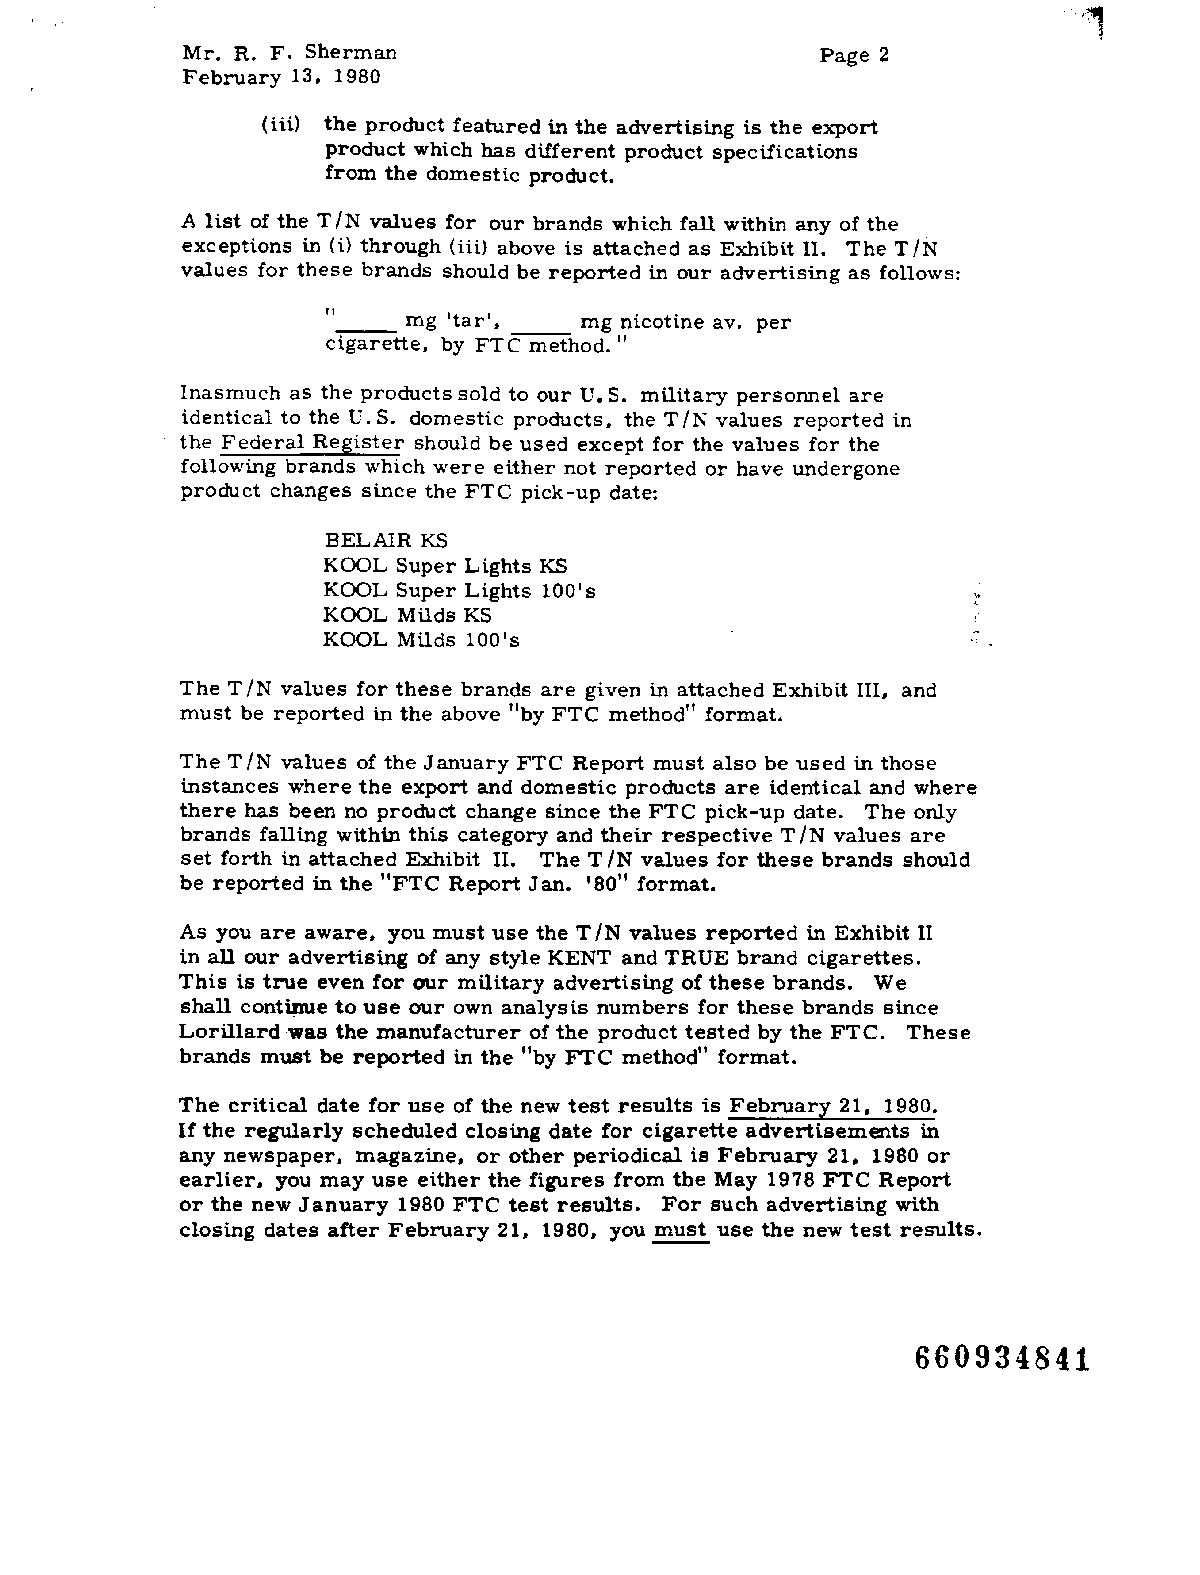 Mr. R. F. Sherman Page 2
February 13, 1980
(iii) the product featured in the advertising is the export
product which has different product specifications
from the domestic product.
A list of the T/N values for our brands which fall within any of the
exceptions in (i) through (iii) above is attached as Exhibit II. The T/N
values for these brands should be reported in our advertising as follows:
"_____ mg 'tar', _____ mg nicotine av. per
cigarette, by FTC method."
Inasmuch as the products sold to our U.S. military personnel are
identical to the U.S. domestic products, the T/N values reported in
the Federal Register should be used except for the values for the
following brands which were either not reported or have undergone
product changes since the FTC pick-up date:
BELAIR KS
KOOL Super Lights KS
KOOL Super Lights 100's
KOOL Milds KS
KOOL Milds 100's
The T/N values for these brands are given in attached Exhibit III, and
must be reported in the above "by FTC method" format.
The T/N values of the January FTC Report must also be used in those
instances where the export and domestic products are identical and where
there has been no product change since the FTC pick-up date. The only
brands falling within this category and their respective T/N values are
set forth in attached Exhibit II. The T/N values for these brands should
be reported in the "FTC Report Jan. '80" format.
As you are aware, you must use the T/N values reported in Exhibit II
in all our advertising of any style KENT and TRUE brand cigarettes.
This is true even for our military advertising of these brands. We
shall continue to use our own analysis numbers for these brands since
Lorillard was the manufacturer of the product tested by the FTC. These
brands must be reported in the "by FTC method" format.
The critical date for use of the new test results is February 21, 1980.
If the regularly scheduled closing date for cigarette advertisements in
any newspaper, magazine, or other periodical is February 21, 1980 or
earlier, you may use either the figures from the May 1978 FTC Report
or the new January 1980 FTC test results. For such advertising with
closing dates after February 21, 1980, you must use the new test results.
660934841